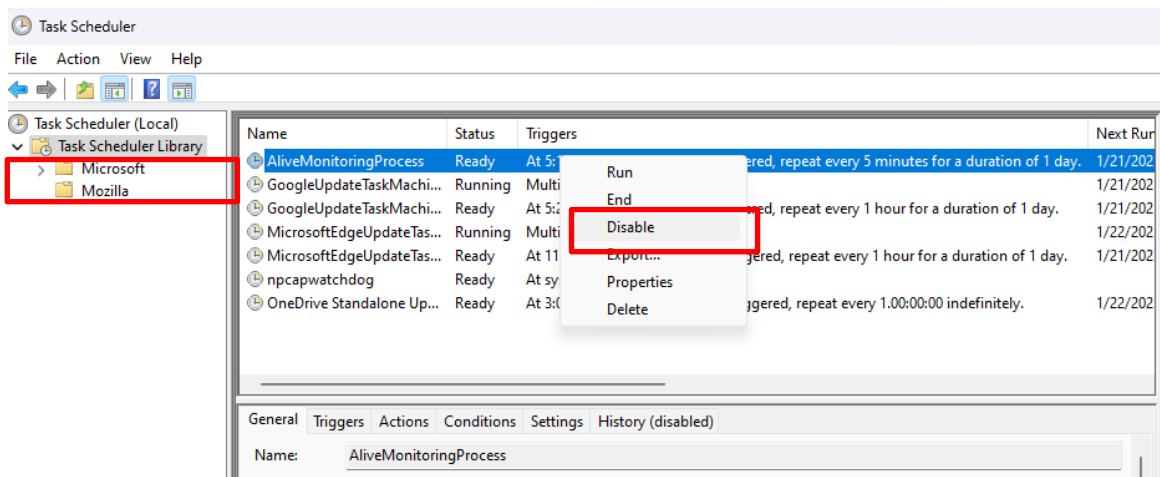 Task Scheduler
File Action View Help
Task Scheduler (Local)
Task Scheduler Library
Microsoft
Mozilla
Name Status Triggers Next Run
AliveMonitoringProcess Ready At 5:1 ered, repeat every 5 minutes for a duration of 1 day. 1/21/202
GoogleUpdateTaskMachi... Running Multi 1/21/202
GoogleUpdateTaskMachi... Ready At 5:2 ered, repeat every 1 hour for a duration of 1 day. 1/21/202
MicrosoftEdgeUpdateTas... Running Multi 1/22/202
MicrosoftEdgeUpdateTas... Ready At 11 gered, repeat every 1 hour for a duration of 1 day. 1/21/202
npcapwatchdog Ready At sy
OneDrive Standalone Up... Ready At 3:0 ggered, repeat every 1.00:00:00 indefinitely. 1/22/202
Run
End
Disable
Export...
Properties
Delete
General Triggers Actions Conditions Settings History (disabled)
Name: AliveMonitoringProcess